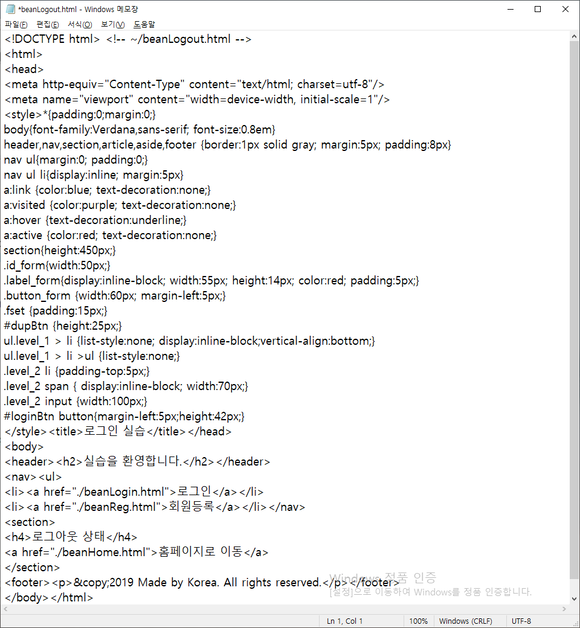 *beanLogout.html - Windows 메모장
파일(F) 편집(E) 서식(O) 보기(V) 도움말
<!DOCTYPE html> <!-- ~/beanLogout.html -->
<html>
<head>
<meta http-equiv="Content-Type" content="text/html; charset=utf-8"/>
<meta name="viewport" content="width=device-width, initial-scale=1"/>
<style>*{padding:0;margin:0;}
body{font-family:Verdana,sans-serif; font-size:0.8em}
header,nav,section,article,aside,footer {border:1px solid gray; margin:5px; padding:8px}
nav ul{margin:0; padding:0;}
nav ul li{display:inline; margin:5px}
a:link {color:blue; text-decoration:none;}
a:visited {color:purple; text-decoration:none;}
a:hover {text-decoration:underline;}
a:active {color:red; text-decoration:none;}
section{height:450px;}
.id_form{width:50px;}
.label_form{display:inline-block; width:55px; height:14px; color:red; padding:5px;}
.button_form {width:60px; margin-left:5px;}
.fset {padding:15px;}
#dupBtn {height:25px;}
ul.level_1 > li {list-style:none; display:inline-block;vertical-align:bottom;}
ul.level_1 > li >ul {list-style:none;}
.level_2 li {padding-top:5px;}
.level_2 span { display:inline-block; width:70px;}
.level_2 input {width:100px;}
#loginBtn button{margin-left:5px;height:42px;}
</style><title>로그인 실습</title></head>
<body>
<header><h2>실습을 환영합니다.</h2></header>
<nav><ul>
<li><a href="./beanLogin.html">로그인</a></li>
<li><a href="./beanReg.html">회원등록</a></li></nav>
<section>
<h4>로그아웃 상태</h4>
<a href="./beanHome.html">홈페이지로 이동</a>
</section>
<footer><p>&copy;2019 Made by Korea. All rights reserved.</p></footer>
</body></html>
Windows 정품 인증
[설정]으로 이동하여 Windows를 정품 인증합니다.
Ln 1, Col 1 100% Windows (CRLF) UTF-8